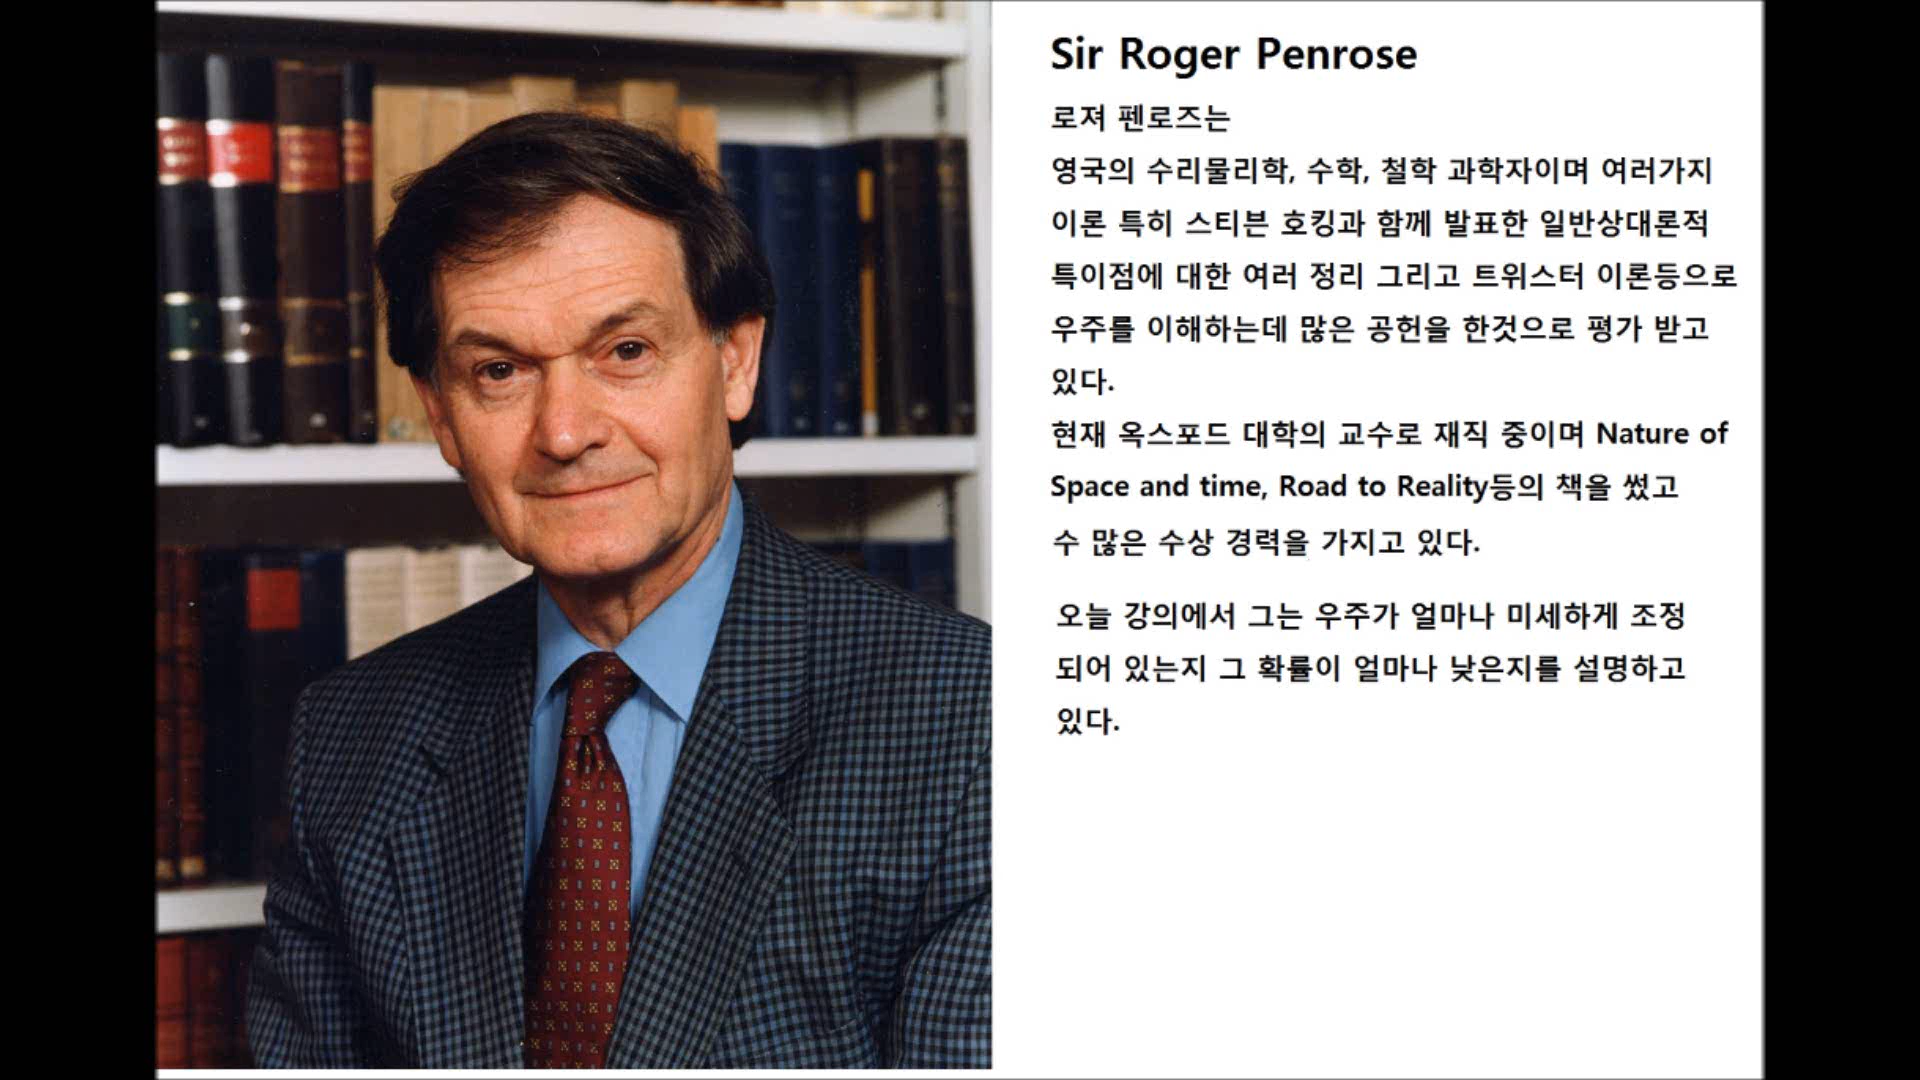 Sir Roger Penrose
로져 펜로즈는
영국의 수리물리학, 수학, 철학 과학자이며 여러가지
이론 특히 스티븐 호킹과 함께 발표한 일반상대론적
특이점에 대한 여러 정리 그리고 트위스터 이론등으로
우주를 이해하는데 많은 공헌을 한것으로 평가 받고
있다.
현재 옥스포드 대학의 교수로 재직 중이며 Nature of
Space and time, Road to Reality등의 책을 썼고
수 많은 수상 경력을 가지고 있다.
오늘 강의에서 그는 우주가 얼마나 미세하게 조정
되어 있는지 그 확률이 얼마나 낮은지를 설명하고
있다.